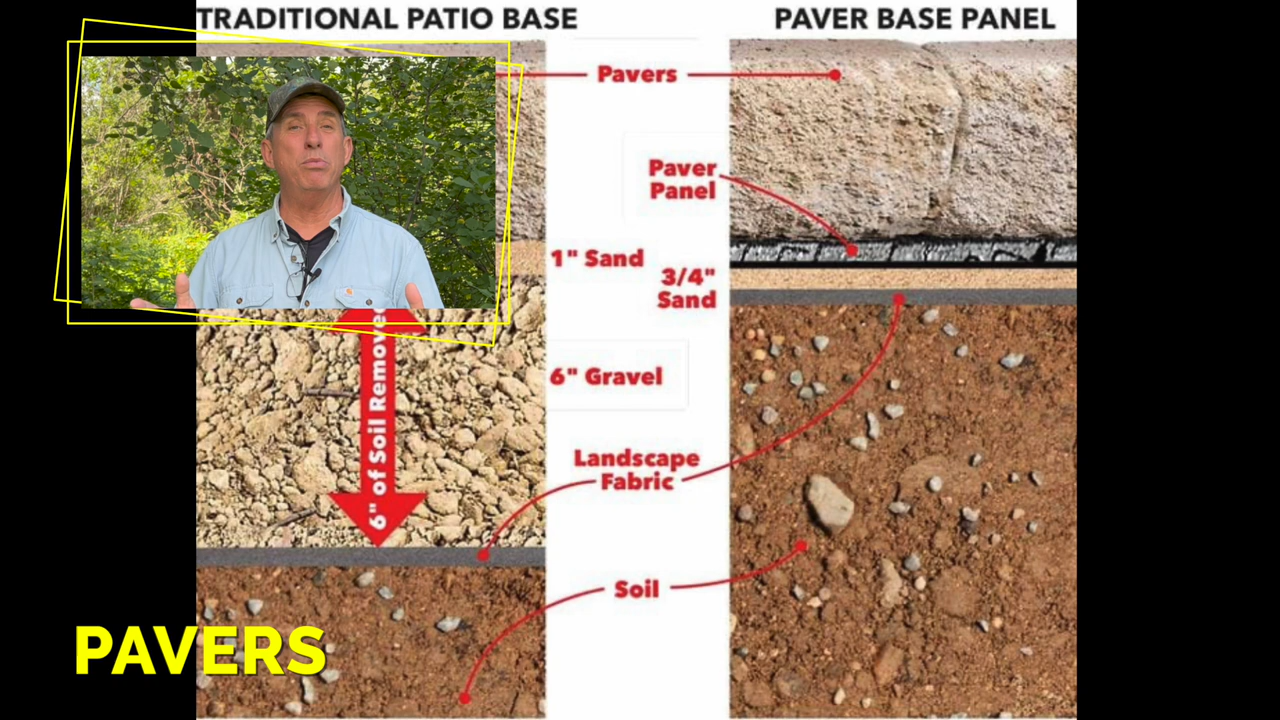 TRADITIONAL PATIO BASE
PAVER BASE PANEL
Pavers
Paver
Panel
1" Sand
3/4"
Sand
6" of Soil Removed
6" Gravel
Landscape
Fabric
Soil
PAVERS